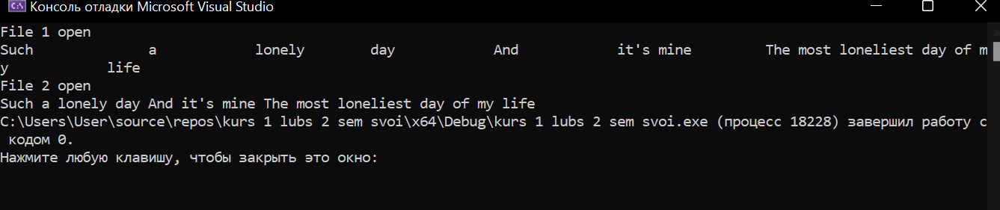 Консоль отладки Microsoft Visual Studio
File 1 open
Such              a            lonely        day            And            it's mine         The most loneliest day of m
y            life
File 2 open
Such a lonely day And it's mine The most loneliest day of my life
C:\Users\User\source\repos\kurs 1 lubs 2 sem svoi\x64\Debug\kurs 1 lubs 2 sem svoi.exe (процесс 18228) завершил работу с
 кодом 0.
Нажмите любую клавишу, чтобы закрыть это окно: